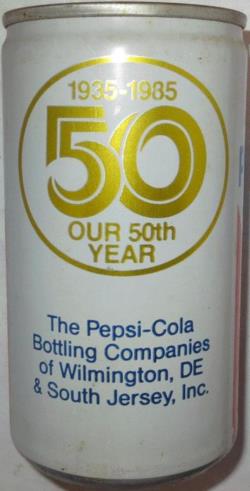 1935-1985
50
OUR 50th
YEAR
The Pepsi-Cola
Bottling Companies
of Wilmington, DE
& South Jersey, Inc.